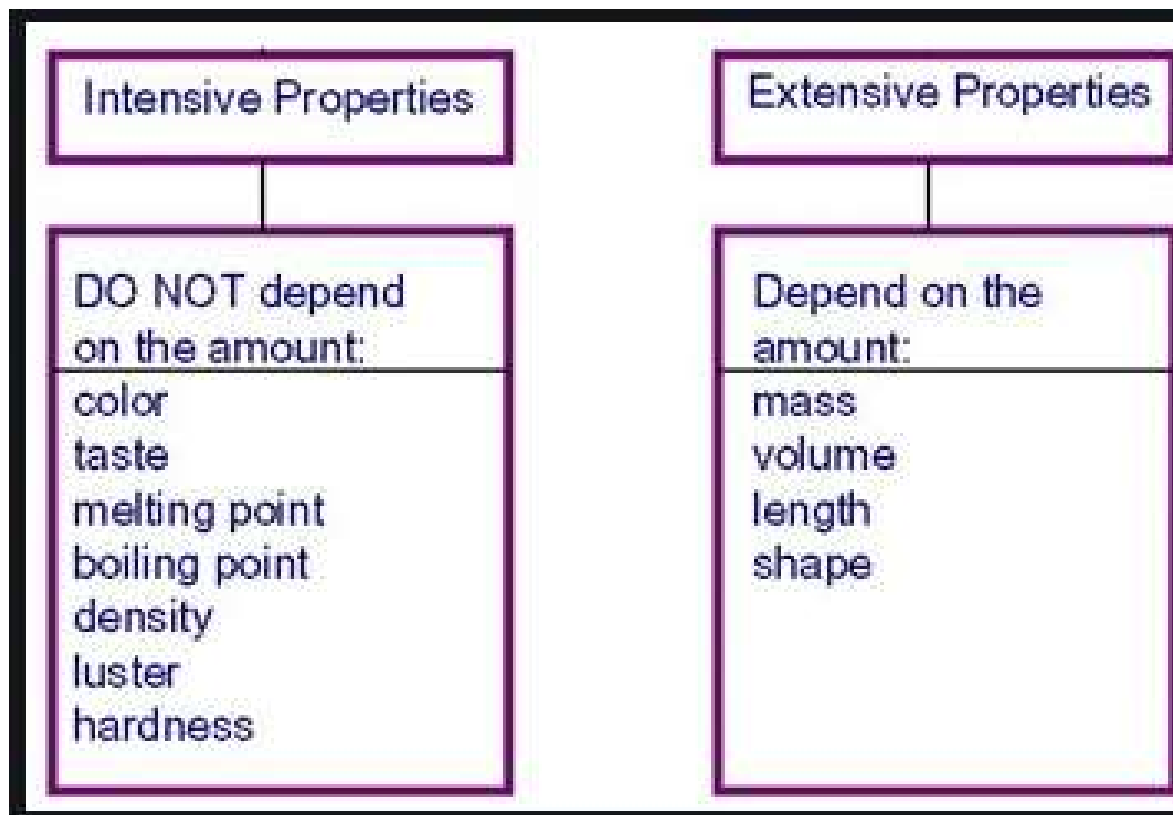 Intensive Properties
DO NOT depend
on the amount:
color
taste
melting point
boiling point
density
luster
hardness
Extensive Properties
Depend on the
amount:
mass
volume
length
shape